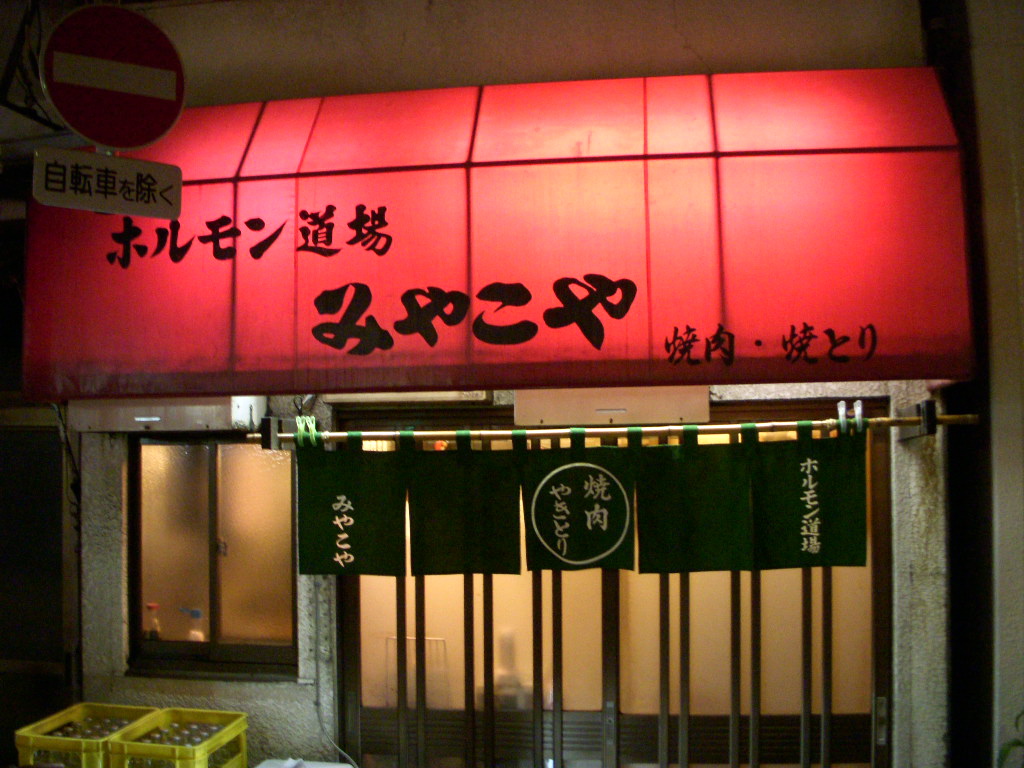 自転車を除く
ホルモン道場
みやこや
焼肉・焼とり
みやこや
焼肉
やきとり
ホルモン道場